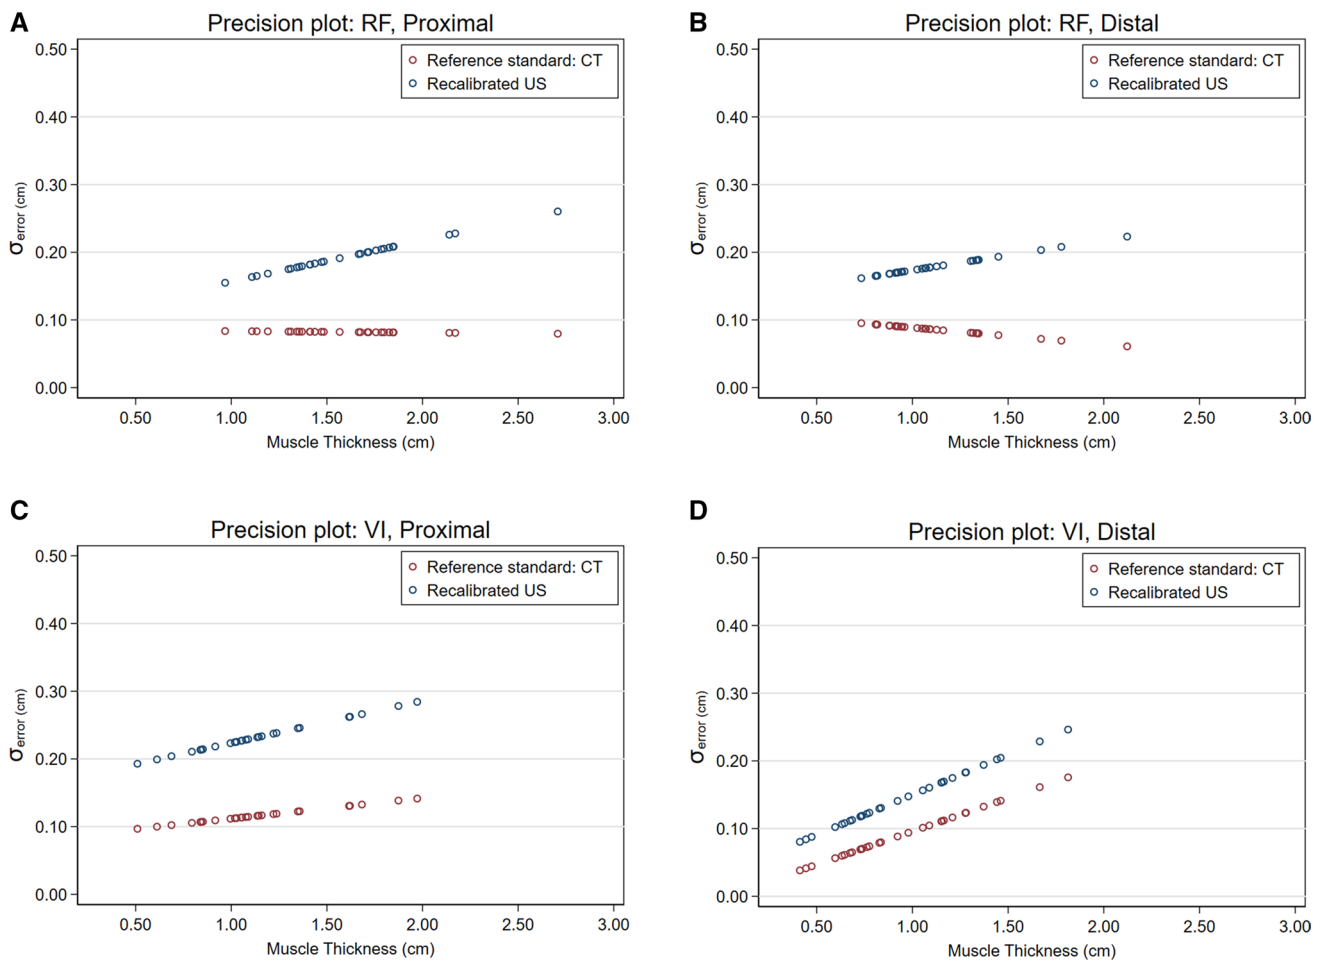 A
Precision plot: RF, Proximal
Reference standard: CT
Recalibrated US
0.50
0.40
0.30
0.20
0.10
0.00
σerror (cm)
0.50 1.00 1.50 2.00 2.50 3.00
Muscle Thickness (cm)
B
Precision plot: RF, Distal
Reference standard: CT
Recalibrated US
0.50
0.40
0.30
0.20
0.10
0.00
σerror (cm)
0.50 1.00 1.50 2.00 2.50 3.00
Muscle Thickness (cm)
C
Precision plot: VI, Proximal
Reference standard: CT
Recalibrated US
0.50
0.40
0.30
0.20
0.10
0.00
σerror (cm)
0.50 1.00 1.50 2.00 2.50 3.00
Muscle Thickness (cm)
D
Precision plot: VI, Distal
Reference standard: CT
Recalibrated US
0.50
0.40
0.30
0.20
0.10
0.00
σerror (cm)
0.50 1.00 1.50 2.00 2.50 3.00
Muscle Thickness (cm)